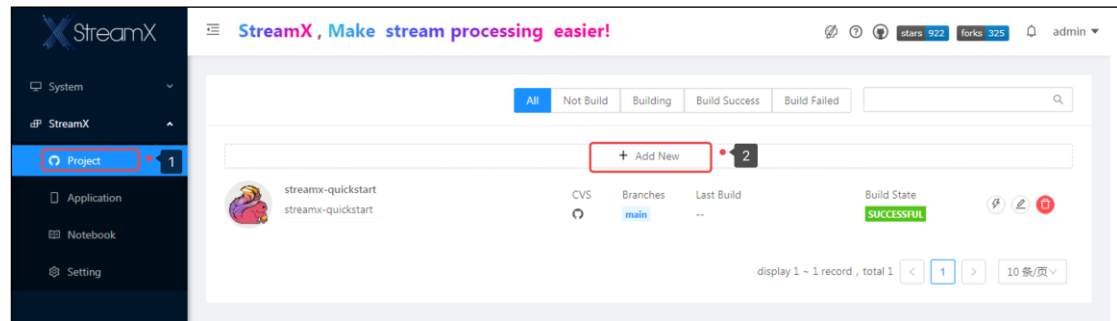 StreamX
StreamX , Make stream processing easier!
stars 922 forks 325 admin
System
StreamX
Project 1
Application
Notebook
Setting
All Not Build Building Build Success Build Failed
+ Add New 2
streamx-quickstart
streamx-quickstart
CVS Branches Last Build Build State
main -- SUCCESSFUL
display 1 ~ 1 record , total 1 < 1 > 10 条/页